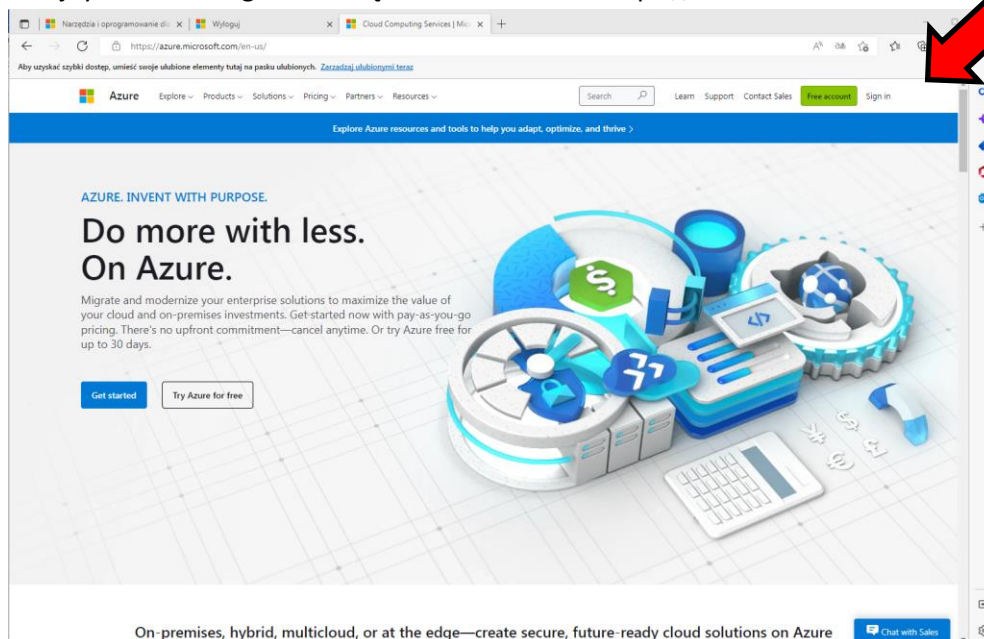 Narzędzia i oprogramowanie dla
Wyloguj
Cloud Computing Services | Micr
https://azure.microsoft.com/en-us/
Aby uzyskać szybki dostęp, umieść swoje ulubione elementy tutaj na pasku ulubionych. Zarządzaj ulubionymi teraz
Azure Explore Products Solutions Pricing Partners Resources Search Learn Support Contact Sales Free account Sign in
Explore Azure resources and tools to help you adapt, optimize, and thrive >
AZURE. INVENT WITH PURPOSE.
Do more with less.
On Azure.
Migrate and modernize your enterprise solutions to maximize the value of
your cloud and on-premises investments. Get started now with pay-as-you-go
pricing. There's no upfront commitment—cancel anytime. Or try Azure free for
up to 30 days.
Get started Try Azure for free
On-premises, hybrid, multicloud, or at the edge—create secure, future-ready cloud solutions on Azure
Chat with Sales